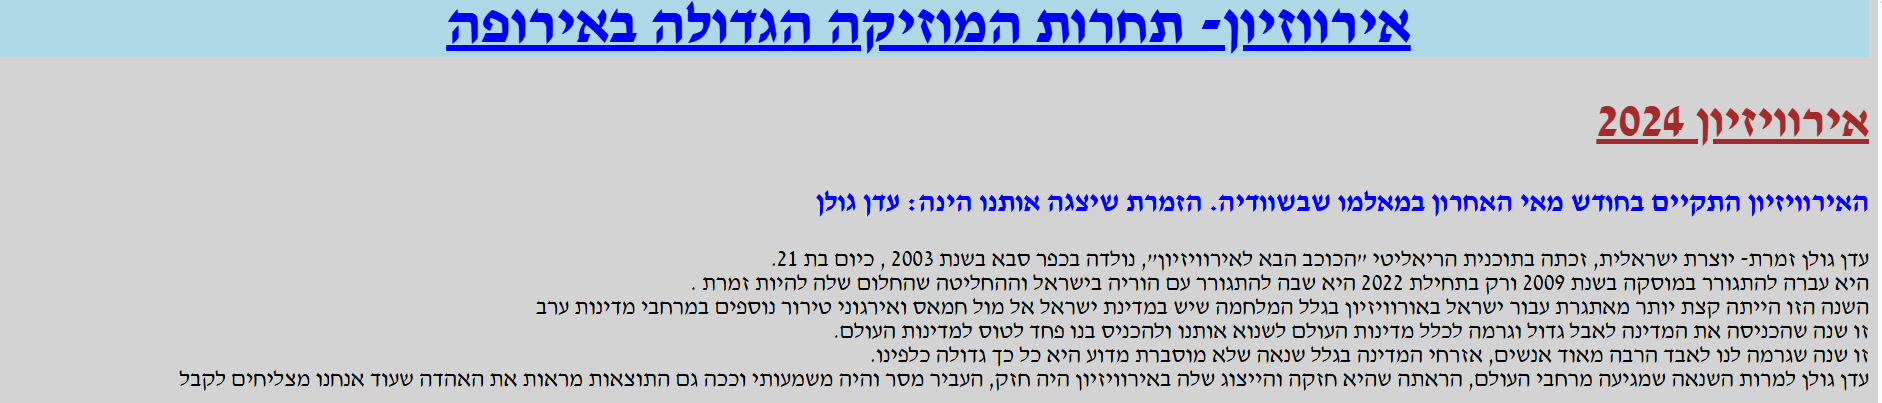 אירווזיון- תחרות המוזיקה הגדולה באירופה
אירוויזיון 2024
האירוויזיון התקיים בחודש מאי האחרון במאלמו שבשוודיה. הזמרת שיצגה אותנו הינה: עדן גולן
עדן גולן זמרת- יוצרת ישראלית, זכתה בתוכנית הריאליטי "הכוכב הבא לאירוויזיון", נולדה בכפר סבא בשנת 2003 , כיום בת 21.
היא עברה להתגורר במוסקה בשנת 2009 ורק בתחילת 2022 היא שבה להתגורר עם הוריה בישראל וההחליטה שהחלום שלה להיות זמרת .
השנה הזו הייתה קצת יותר מאתגרת עבור ישראל באורוויזיון בגלל המלחמה שיש במדינת ישראל אל מול חמאס ואירגוני טירור נוספים במרחבי מדינות ערב
זו שנה שהכניסה את המדינה לאבל גדול וגרמה לכלל מדינות העולם לשנוא אותנו ולהכניס בנו פחד לטוס למדינות העולם.
זו שנה שגרמה לנו לאבד הרבה מאוד אנשים, אזרחי המדינה בגלל שנאה שלא מוסברת מדוע היא כל כך גדולה כלפינו.
עדן גולן למרות השנאה שמגיעה מרחבי העולם, הראתה שהיא חזקה והייצוג שלה באירוויזיון היה חזק, העביר מסר והיה משמעותי וככה גם התוצאות מראות את האהדה שעוד אנחנו מצליחים לקבל